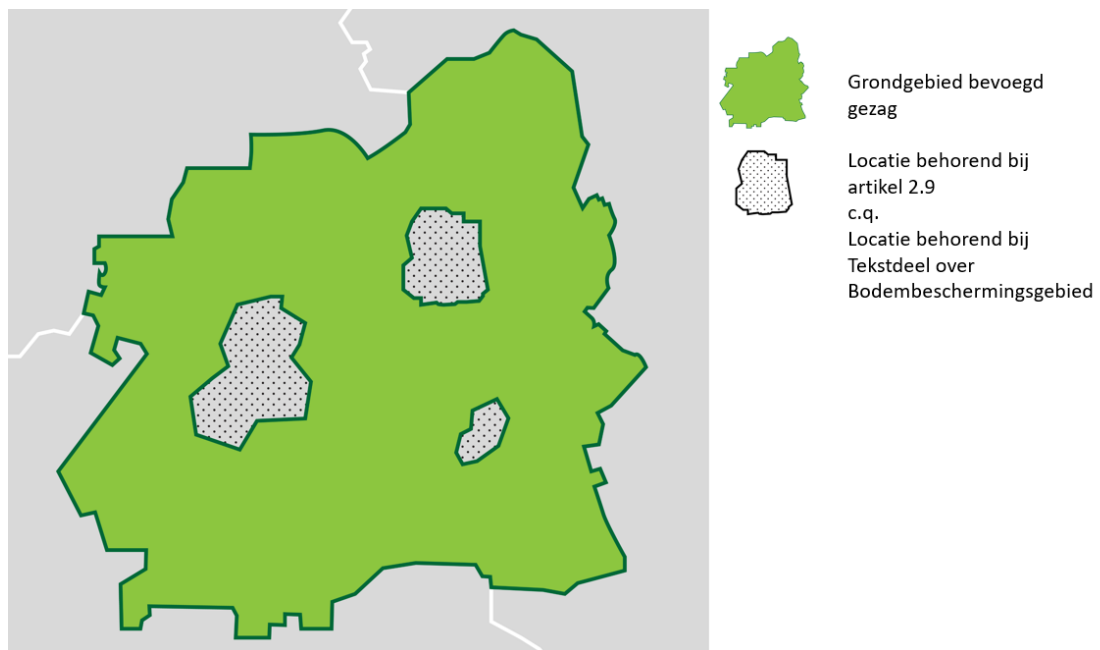 Grondgebied bevoegd
gezag
Locatie behorend bij
artikel 2.9
c.q.
Locatie behorend bij
Tekstdeel over
Bodembeschermingsgebied